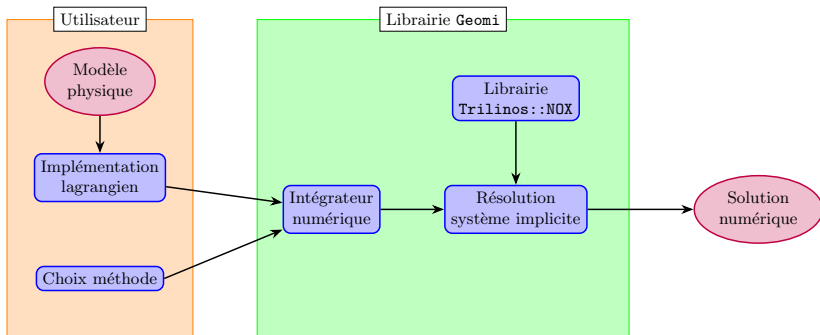 Utilisateur
Librairie Geomi
Modèle
physique
Librairie
Trilinos::NOX
Implémentation
lagrangien
Intégrateur
numérique
Résolution
système implicite
Solution
numérique
Choix méthode